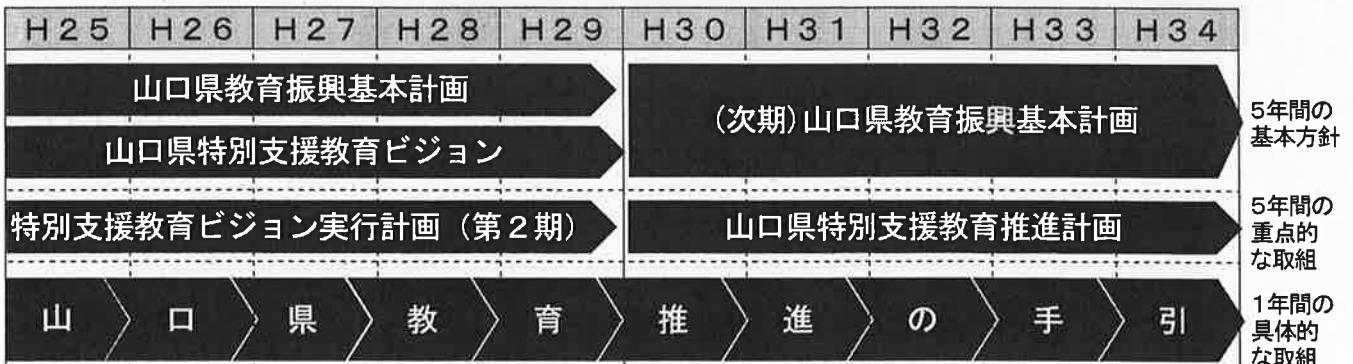 H25 H26 H27 H28 H29 H30 H31 H32 H33 H34
山口県教育振興基本計画
山口県特別支援教育ビジョン
(次期)山口県教育振興基本計画
5年間の
基本方針
特別支援教育ビジョン実行計画(第2期)
山口県特別支援教育推進計画
5年間の
重点的
な取組
山口県教育推進の手引
1年間の
具体的
な取組